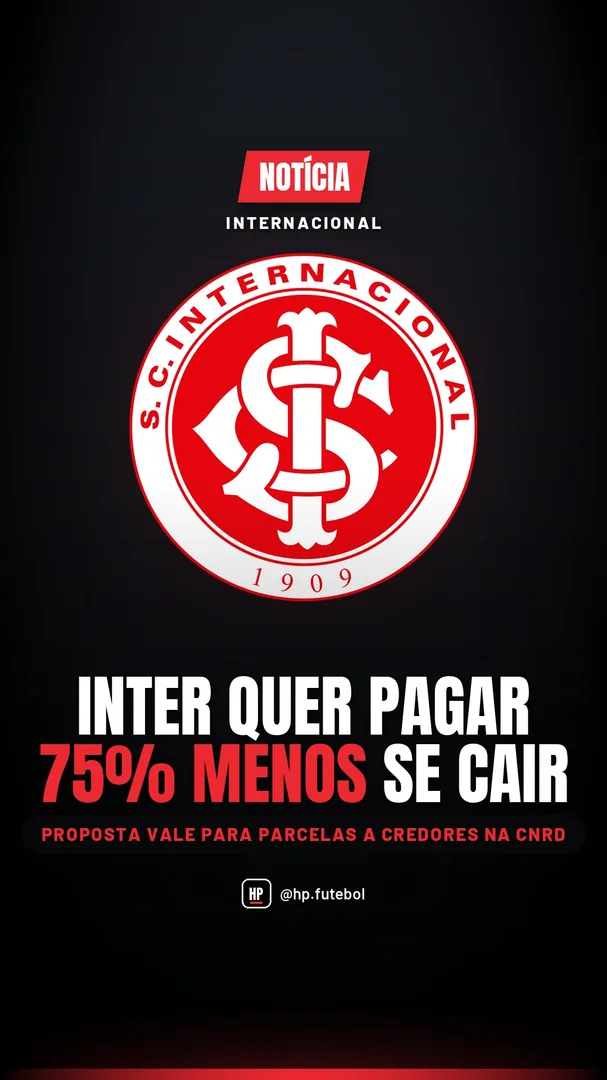 NOTÍCIA
INTERNACIONAL
S.C.INTERNACIONAL
1909
INTER QUER PAGAR
75% MENOS SE CAIR
PROPOSTA VALE PARA PARCELAS A CREDORES NA CNRD
HP @hp.futebol